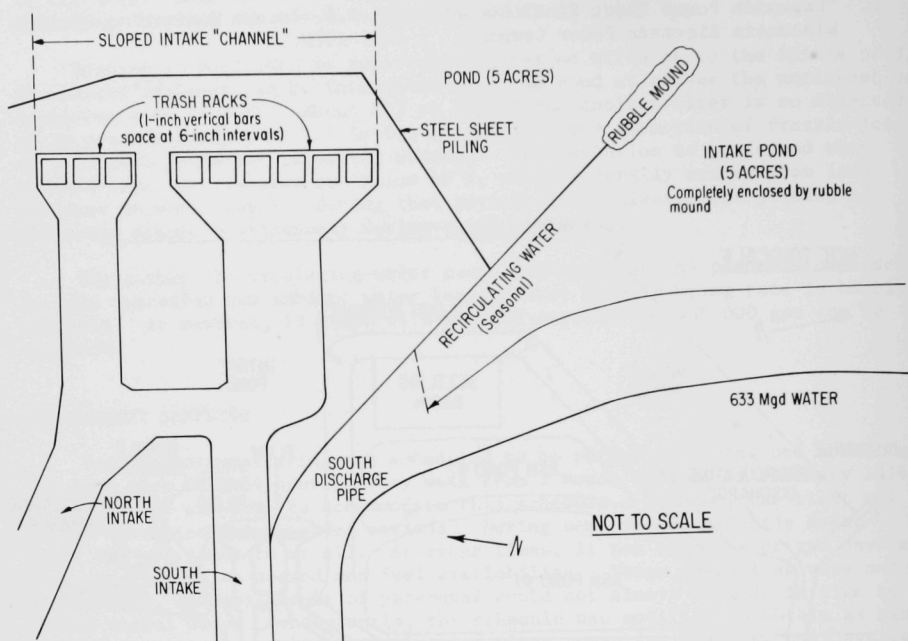 SLOPED INTAKE "CHANNEL"
POND (5 ACRES)
RUBBLE MOUND
TRASH RACKS
(1-inch vertical bars
space at 6-inch intervals)
STEEL SHEET
PILING
INTAKE POND
(5 ACRES)
Completely enclosed by rubble
mound
RECIRCULATING WATER
(Seasonal)
633 Mgd WATER
SOUTH
DISCHARGE
PIPE
NORTH
INTAKE
N
NOT TO SCALE
SOUTH
INTAKE